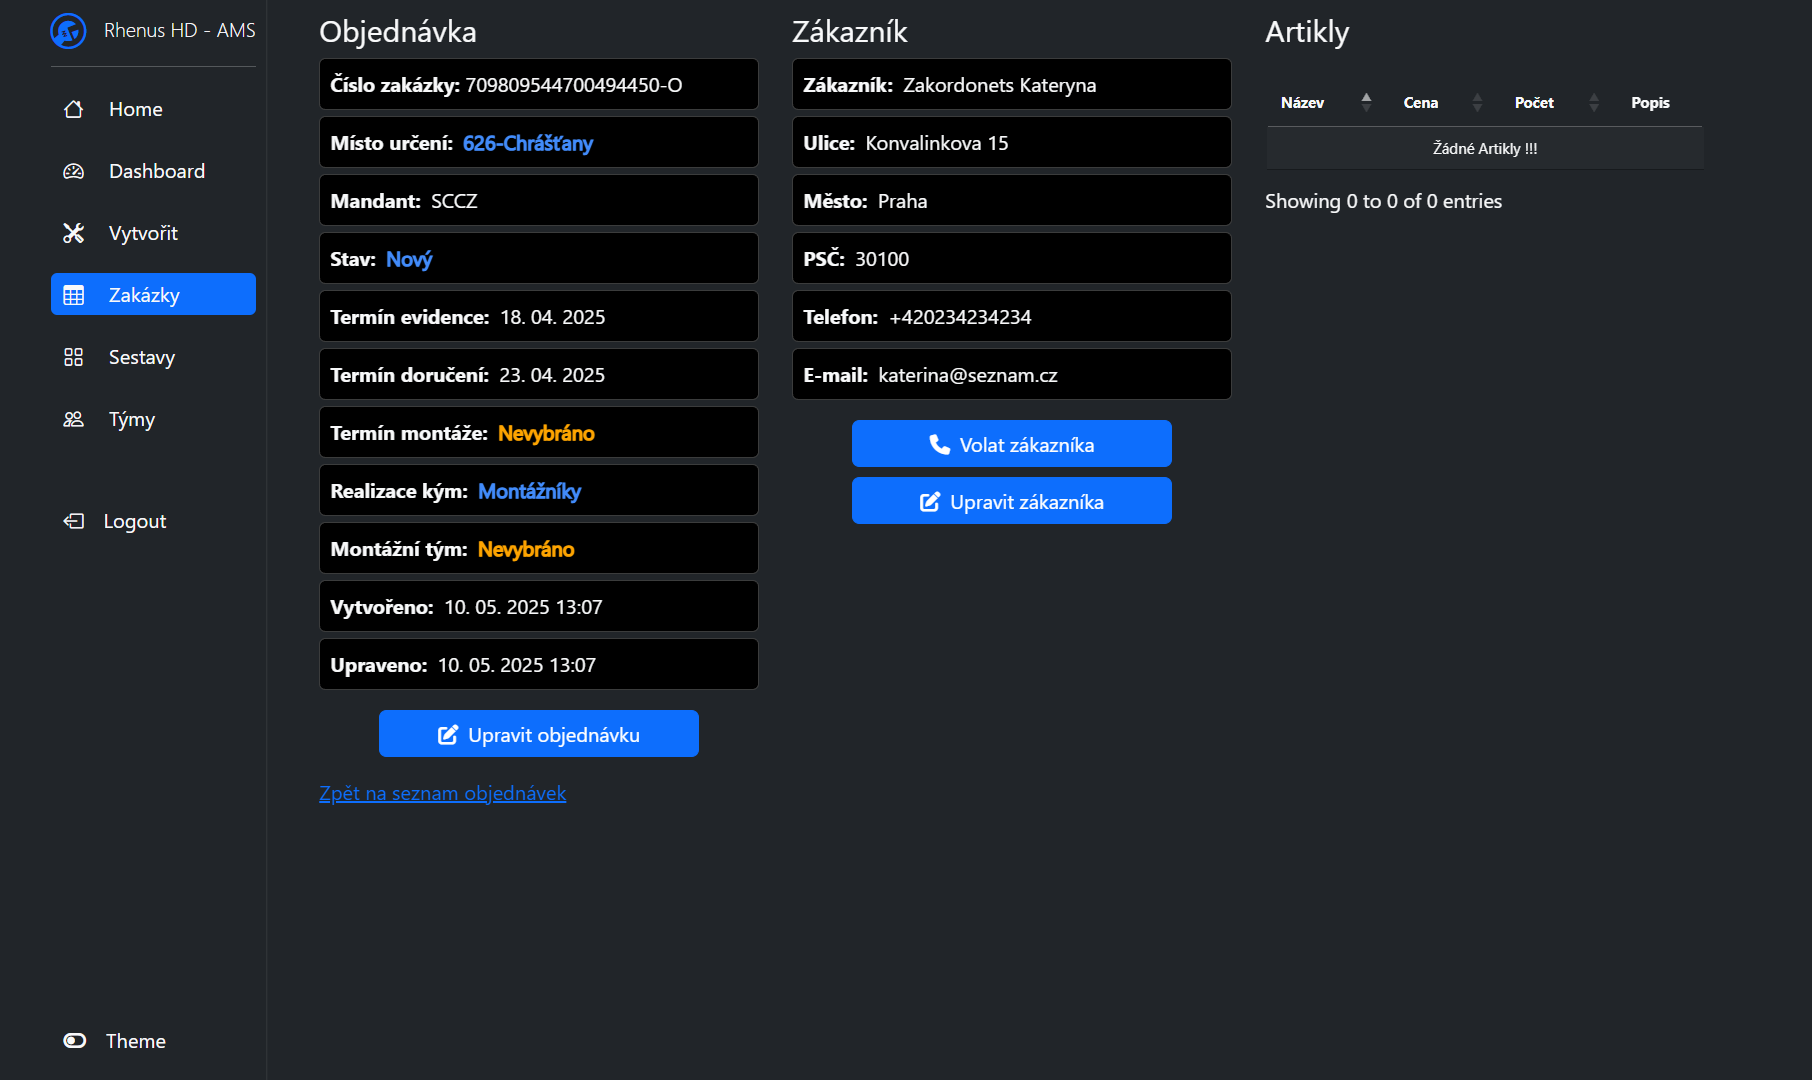 Rhenus HD - AMS
Home
Dashboard
Vytvořit
Zakázky
Sestavy
Týmy
Logout
Theme
Objednávka
Číslo zakázky: 709809544700494450-O
Místo určení: 626-Chrášťany
Mandant: SCCZ
Stav: Nový
Termín evidence: 18. 04. 2025
Termín doručení: 23. 04. 2025
Termín montáže: Nevybráno
Realizace kým: Montážníky
Montážní tým: Nevybráno
Vytvořeno: 10. 05. 2025 13:07
Upraveno: 10. 05. 2025 13:07
Upravit objednávku
Zpět na seznam objednávek
Zákazník
Zákazník: Zakordonets Kateryna
Ulice: Konvalinkova 15
Město: Praha
PSČ: 30100
Telefon: +420234234234
E-mail: katerina@seznam.cz
Volat zákazníka
Upravit zákazníka
Artikly
Název Cena Počet Popis
Žádné Artikly !!!
Showing 0 to 0 of 0 entries